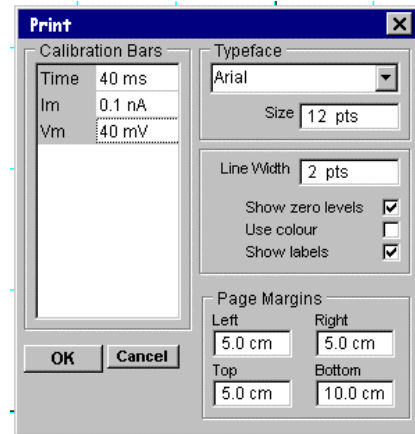 Print
Calibration Bars
Time 40 ms
Im 0.1 nA
Vm 40 mV
OK Cancel
Typeface
Arial
Size 12 pts
Line Width 2 pts
Show zero levels
Use colour
Show labels
Page Margins
Left Right
5.0 cm 5.0 cm
Top Bottom
5.0 cm 10.0 cm